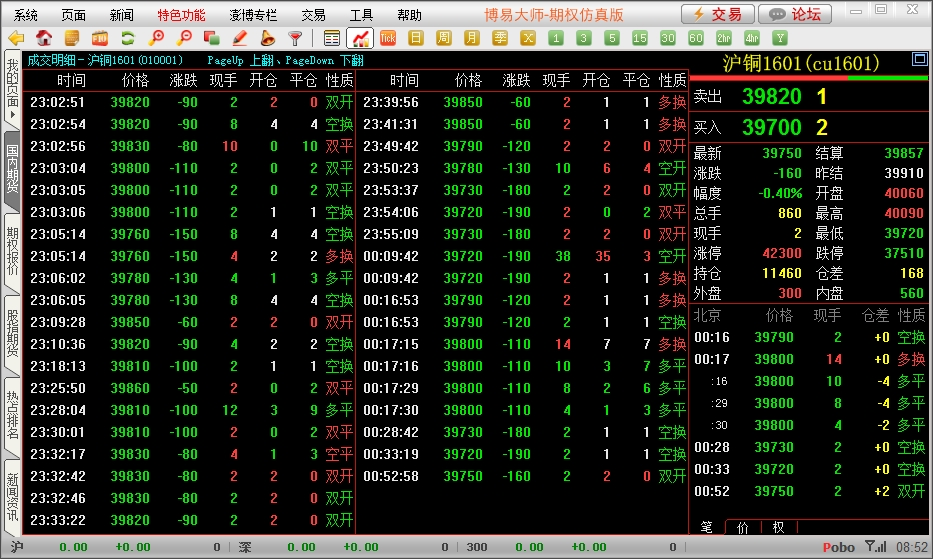 系统 页面 新闻 特色功能 澎博专栏 交易 工具 帮助 博易大师-期权仿真版 交易 论坛
Tick 日 周 月 季 X 1 3 5 15 30 60 2hr 4hr Y
我的页面
国内期货
期权报价
股指期货
热点排名
新闻资讯
成交明细－沪铜1601(010001) PageUp 上翻、PageDown 下翻
时间 价格 涨跌 现手 开仓 平仓 性质
23:02:51 39820 -90 2 2 0 双开
23:02:54 39820 -90 8 4 4 空换
23:02:56 39830 -80 10 0 10 双平
23:03:04 39800 -110 2 0 2 双平
23:03:05 39800 -110 2 0 2 双平
23:03:06 39800 -110 2 1 1 空换
23:05:14 39760 -150 8 4 4 空换
23:05:14 39760 -150 4 2 2 多换
23:06:02 39780 -130 4 1 3 多平
23:06:05 39780 -130 8 4 4 空换
23:09:28 39850 -60 2 2 0 双开
23:10:36 39820 -90 4 2 2 空换
23:18:13 39810 -100 2 1 1 空换
23:25:50 39860 -50 2 0 2 双平
23:28:04 39810 -100 12 3 9 多平
23:30:01 39810 -100 2 0 2 双平
23:32:17 39830 -80 4 1 3 空平
23:32:42 39830 -80 2 2 0 双开
23:32:46 39830 -80 2 2 0 双开
23:33:22 39820 -90 2 2 0 双开
时间 价格 涨跌 现手 开仓 平仓 性质
23:39:56 39850 -60 2 1 1 多换
23:41:31 39850 -60 2 1 1 多换
23:49:42 39790 -120 2 2 0 双开
23:50:23 39780 -130 10 6 4 空开
23:53:37 39730 -180 2 2 0 双开
23:54:06 39720 -190 2 0 2 双平
23:55:09 39730 -180 2 2 0 双开
00:09:42 39720 -190 38 35 3 空开
00:09:42 39720 -190 2 1 1 多换
00:16:53 39720 -190 2 1 1 多换
00:16:53 39790 -120 2 1 1 空换
00:17:15 39800 -110 14 7 7 多换
00:17:16 39800 -110 10 3 7 多平
00:17:29 39800 -110 8 2 6 多平
00:17:30 39800 -110 4 1 3 多平
00:28:42 39730 -180 2 1 1 空换
00:33:19 39720 -190 2 1 1 空换
00:52:58 39750 -160 2 2 0 双开
沪铜1601(cu1601)
卖出 39820 1
买入 39700 2
最新 39750 结算 39857
涨跌 -160 昨结 39910
幅度 -0.40% 开盘 40060
总手 860 最高 40090
现手 2 最低 39720
涨停 42300 跌停 37510
持仓 11460 仓差 168
外盘 300 内盘 560
北京 价格 现手 仓差 性质
00:16 39790 2 +0 空换
00:17 39800 14 +0 多换
:16 39800 10 -4 多平
:29 39800 8 -4 多平
:30 39800 4 -2 多平
00:28 39730 2 +0 空换
00:33 39720 2 +0 空换
00:52 39750 2 +2 双开
笔 价 权
沪 0.00 +0.00 0 深 0.00 +0.00 0 300 0.00 +0.00 0 Pobo 08:52